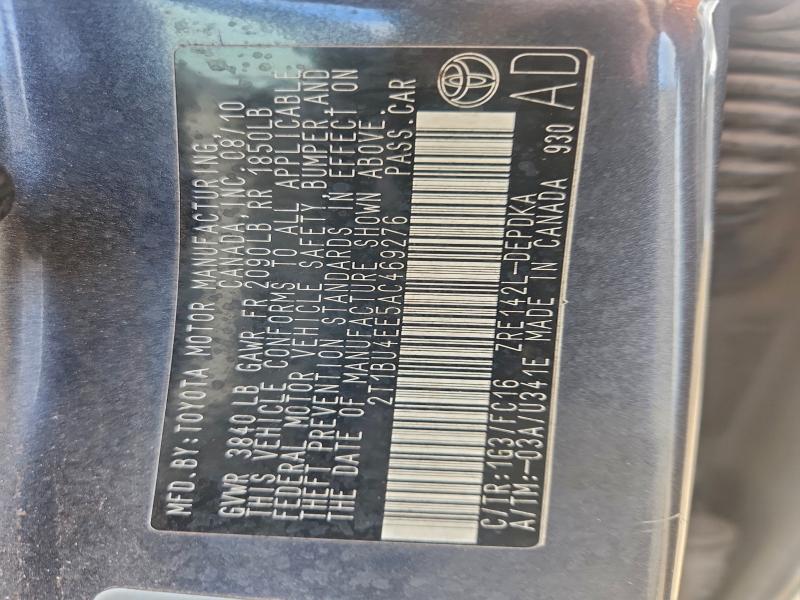 MFD.BY:TOYOTA MOTOR MANUFACTURING,
CANADA,INC. 08/10
GVWR 3840LB GAWR FR 2090LB RR 1850LB
THIS VEHICLE CONFORMS TO ALL APPLICABLE
FEDERAL MOTOR VEHICLE SAFETY, BUMPER,AND
THEFT PREVENTION STANDARDS IN EFFECT ON
THE DATE OF MANUFACTURE SHOWN ABOVE.
2T1BU4EE5AC469276 PASS.CAR
C/TR:1G3/FC16 ZRE142L-DEPDKA
A/TM:-03A/U341E MADE IN CANADA 930
AD